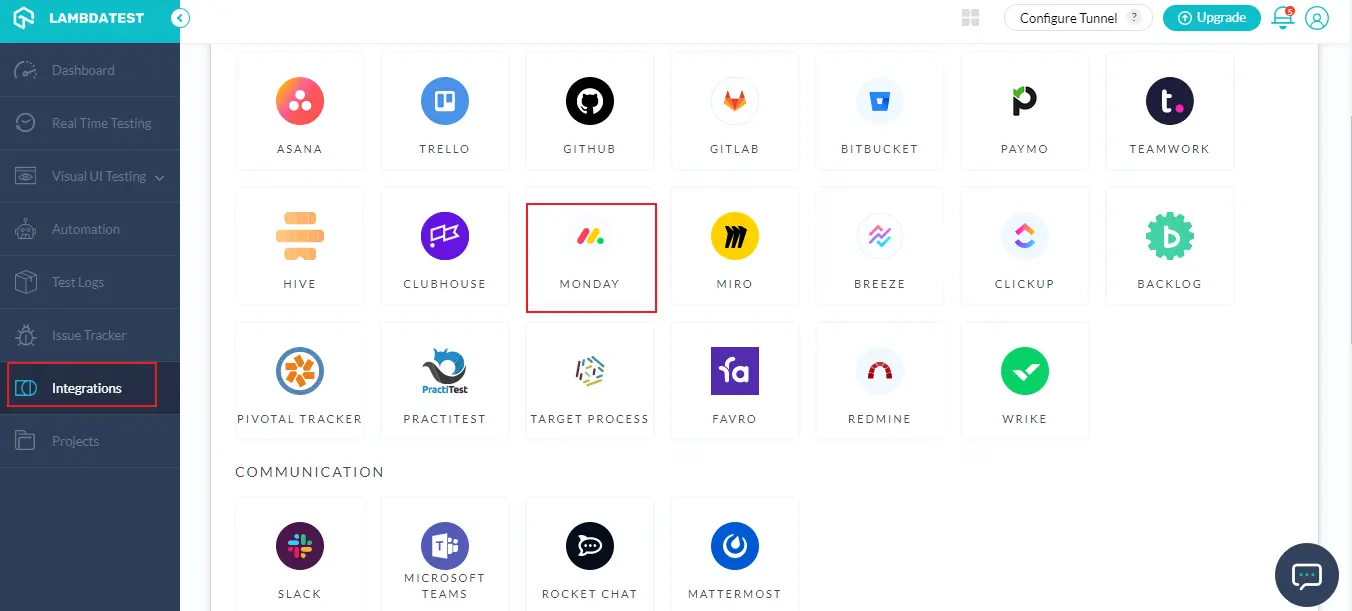 LAMBDATEST
Configure Tunnel ?
Upgrade
5
Dashboard
Real Time Testing
Visual UI Testing
Automation
Test Logs
Issue Tracker
Integrations
Projects
ASANA
TRELLO
GITHUB
GITLAB
BITBUCKET
PAYMO
t.
TEAMWORK
HIVE
CLUBHOUSE
MONDAY
MIRO
BREEZE
CLICKUP
b
BACKLOG
PIVOTAL TRACKER
PractiTest
PRACTITEST
TARGET PROCESS
fa
FAVRO
REDMINE
WRIKE
COMMUNICATION
SLACK
T
MICROSOFT
TEAMS
ROCKET CHAT
MATTERMOST